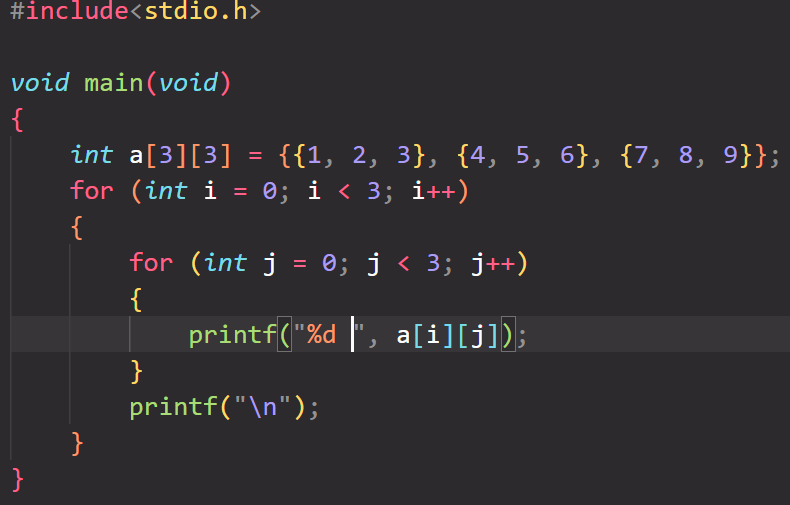 #include<stdio.h>
void main(void)
{
    int a[3][3] = {{1, 2, 3}, {4, 5, 6}, {7, 8, 9}};
    for (int i = 0; i < 3; i++)
    {
        for (int j = 0; j < 3; j++)
        {
            printf("%d ", a[i][j]);
        }
        printf("\n");
    }
}